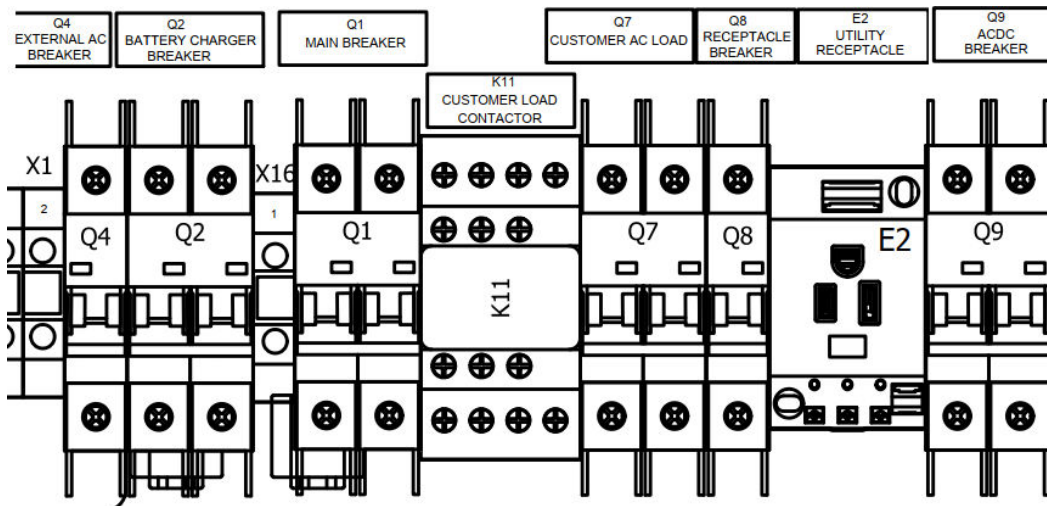 Q4
EXTERNAL AC
BREAKER
Q2
BATTERY CHARGER
BREAKER
Q1
MAIN BREAKER
K11
CUSTOMER LOAD
CONTACTOR
Q7
CUSTOMER AC LOAD
Q8
RECEPTACLE
BREAKER
E2
UTILITY
RECEPTACLE
Q9
ACDC
BREAKER
X1
2
Q4
Q2
X16
1
Q1
K11
Q7
Q8
E2
Q9